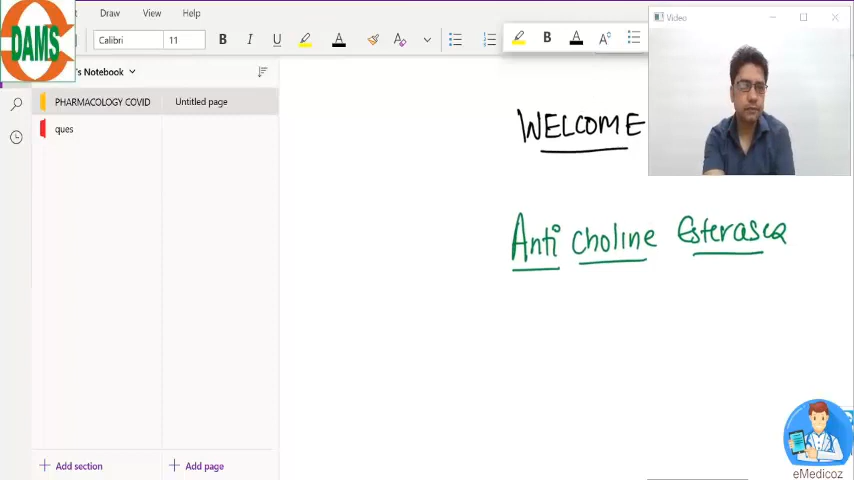 DAMS
Draw View Help
Calibri 11 B I U A A B A A
's Notebook
PHARMACOLOGY COVID Untitled page
ques
Video
WELCOME
Anti Choline Esterases
Add section Add page
eMedicoz